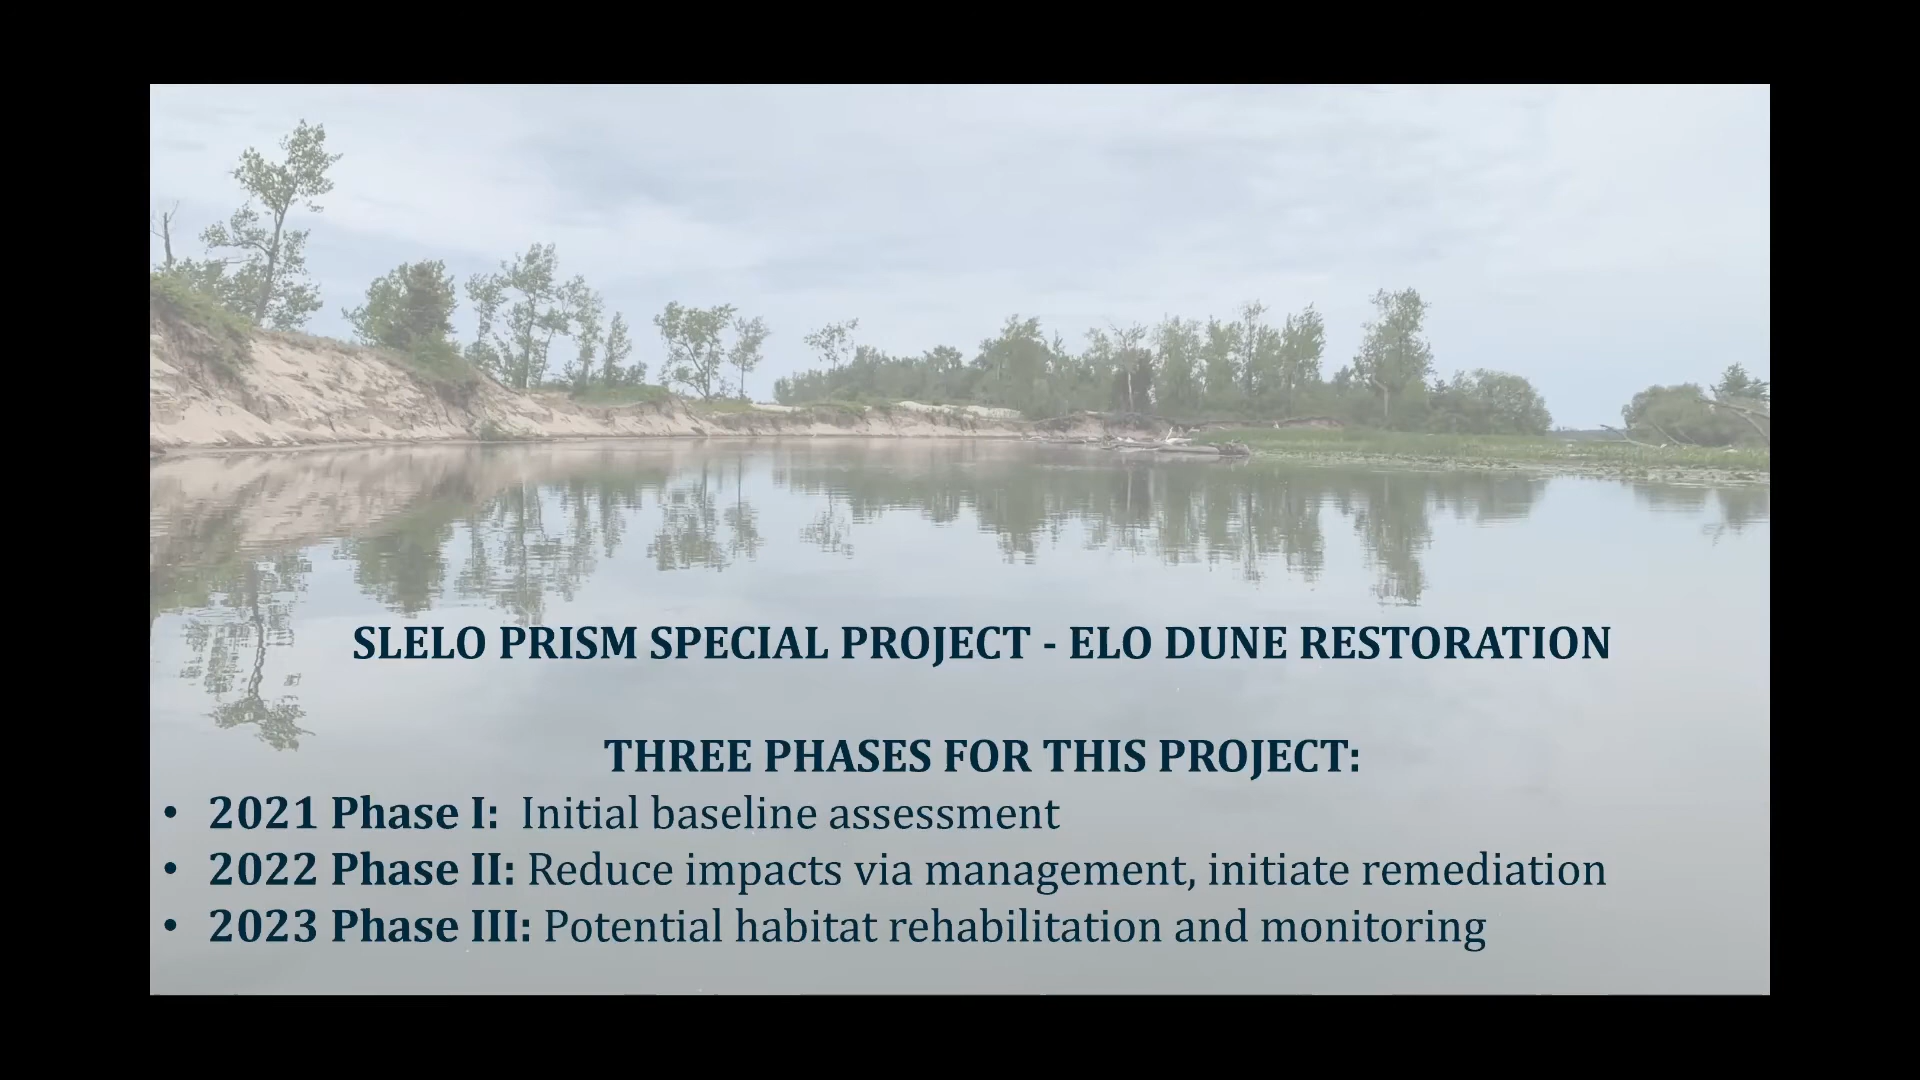 SLELO PRISM SPECIAL PROJECT - ELO DUNE RESTORATION
THREE PHASES FOR THIS PROJECT:
• 2021 Phase I: Initial baseline assessment
• 2022 Phase II: Reduce impacts via management, initiate remediation
• 2023 Phase III: Potential habitat rehabilitation and monitoring